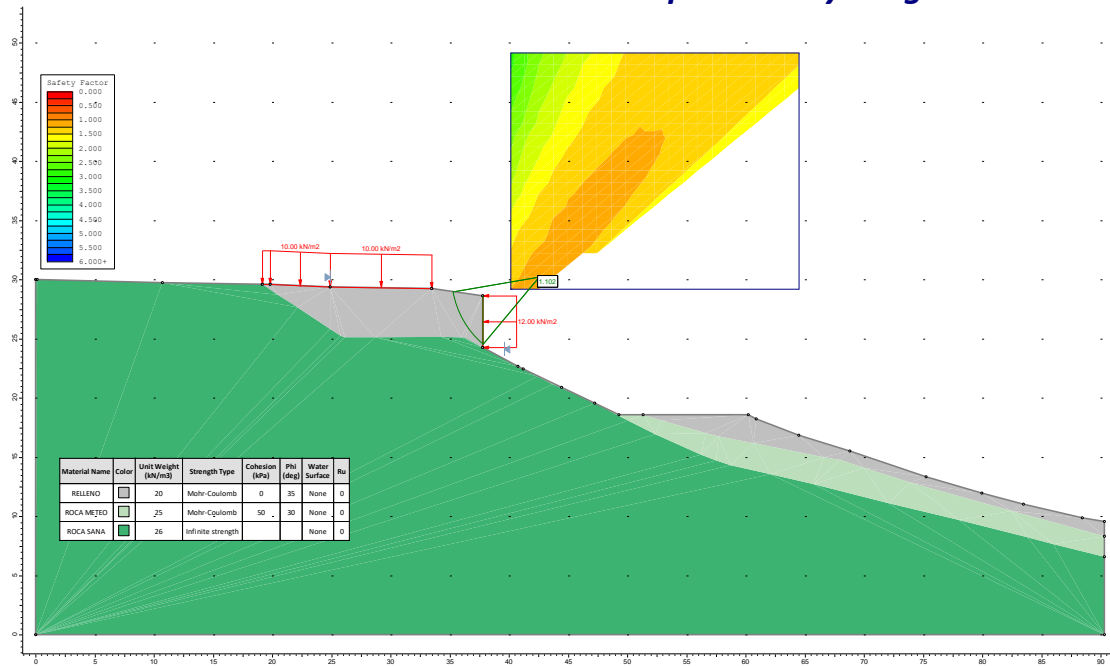 Safety Factor
0.000
0.500
1.000
1.500
2.000
2.500
3.000
3.500
4.000
4.500
5.000
5.500
6.000+
10.00 kN/m2
10.00 kN/m2
1.102
12.00 kN/m2
Material Name Color Unit Weight (kN/m3) Strength Type Cohesion (kPa) Phi (deg) Water Surface Ru
RELLENO 20 Mohr-Coulomb 0 35 None 0
ROCA METEO 25 Mohr-Coulomb 50 30 None 0
ROCA SANA 26 Infinite strength None 0
50
45
40
35
30
25
20
15
10
5
0
0 5 10 15 20 25 30 35 40 45 50 55 60 65 70 75 80 85 90